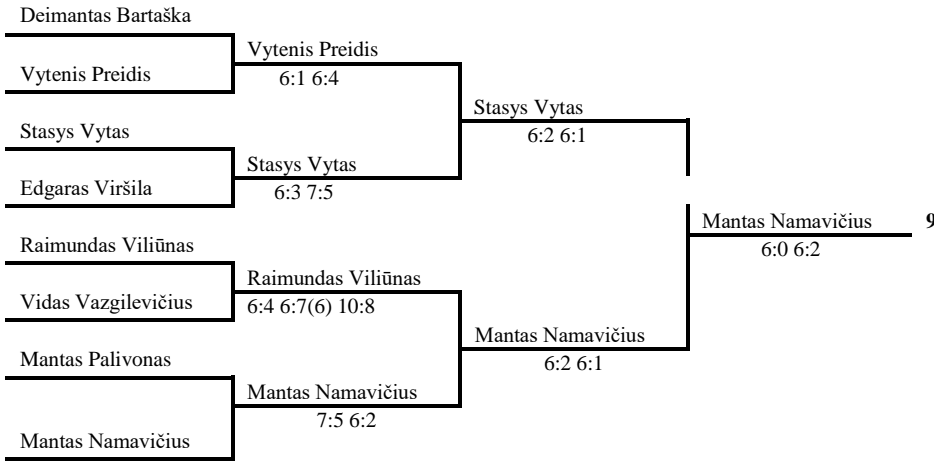 Deimantas Bartaška
Vytenis Preidis
Vytenis Preidis
6:1 6:4
Stasys Vytas
6:2 6:1
Stasys Vytas
Stasys Vytas
6:3 7:5
Edgaras Viršila
Mantas Namavičius
9
6:0 6:2
Raimundas Viliūnas
Raimundas Viliūnas
6:4 6:7(6) 10:8
Vidas Vazgilevičius
Mantas Namavičius
6:2 6:1
Mantas Palivonas
Mantas Namavičius
7:5 6:2
Mantas Namavičius